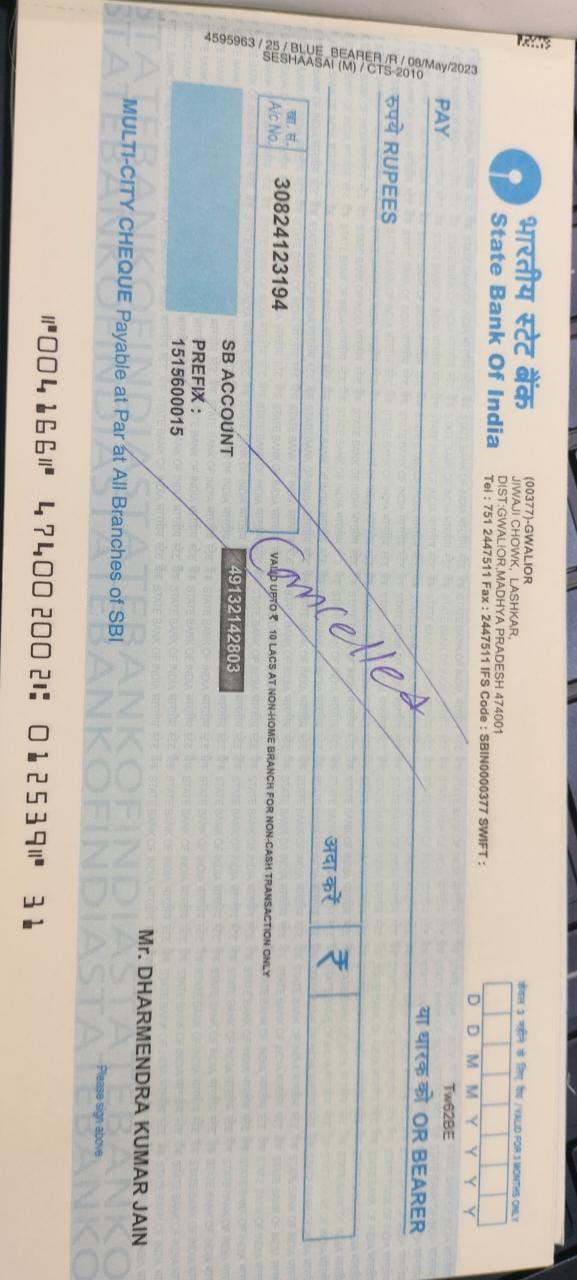 4595963 / 25 / BLUE_BEARER /R / 08/May/2023
SESHAASAI (M) / CTS-2010
भारतीय स्टेट बैंक
State Bank Of India
(00377)-GWALIOR
JIWAJI CHOWK, LASHKAR,
DIST:GWALIOR,MADHYA PRADESH 474001
Tel : 751 2447511 Fax : 2447511 IFS Code : SBIN0000377 SWIFT :
केवल 3 महीने के लिए वैध / VALID FOR 3 MONTHS ONLY
D D M M Y Y Y Y
Tw62BE
PAY
या धारक को OR BEARER
रुपये RUPEES
अदा करें ₹
Cancelled
खा. सं.
A/c No.
30824123194
VALID UPTO ₹ 10 LACS AT NON-HOME BRANCH FOR NON-CASH TRANSACTION ONLY
SB ACCOUNT
49132142803
PREFIX :
1515600015
Mr. DHARMENDRA KUMAR JAIN
MULTI-CITY CHEQUE Payable at Par at All Branches of SBI
Please sign above
⑈004166⑈ 474002002⑆ 012539⑈ 31